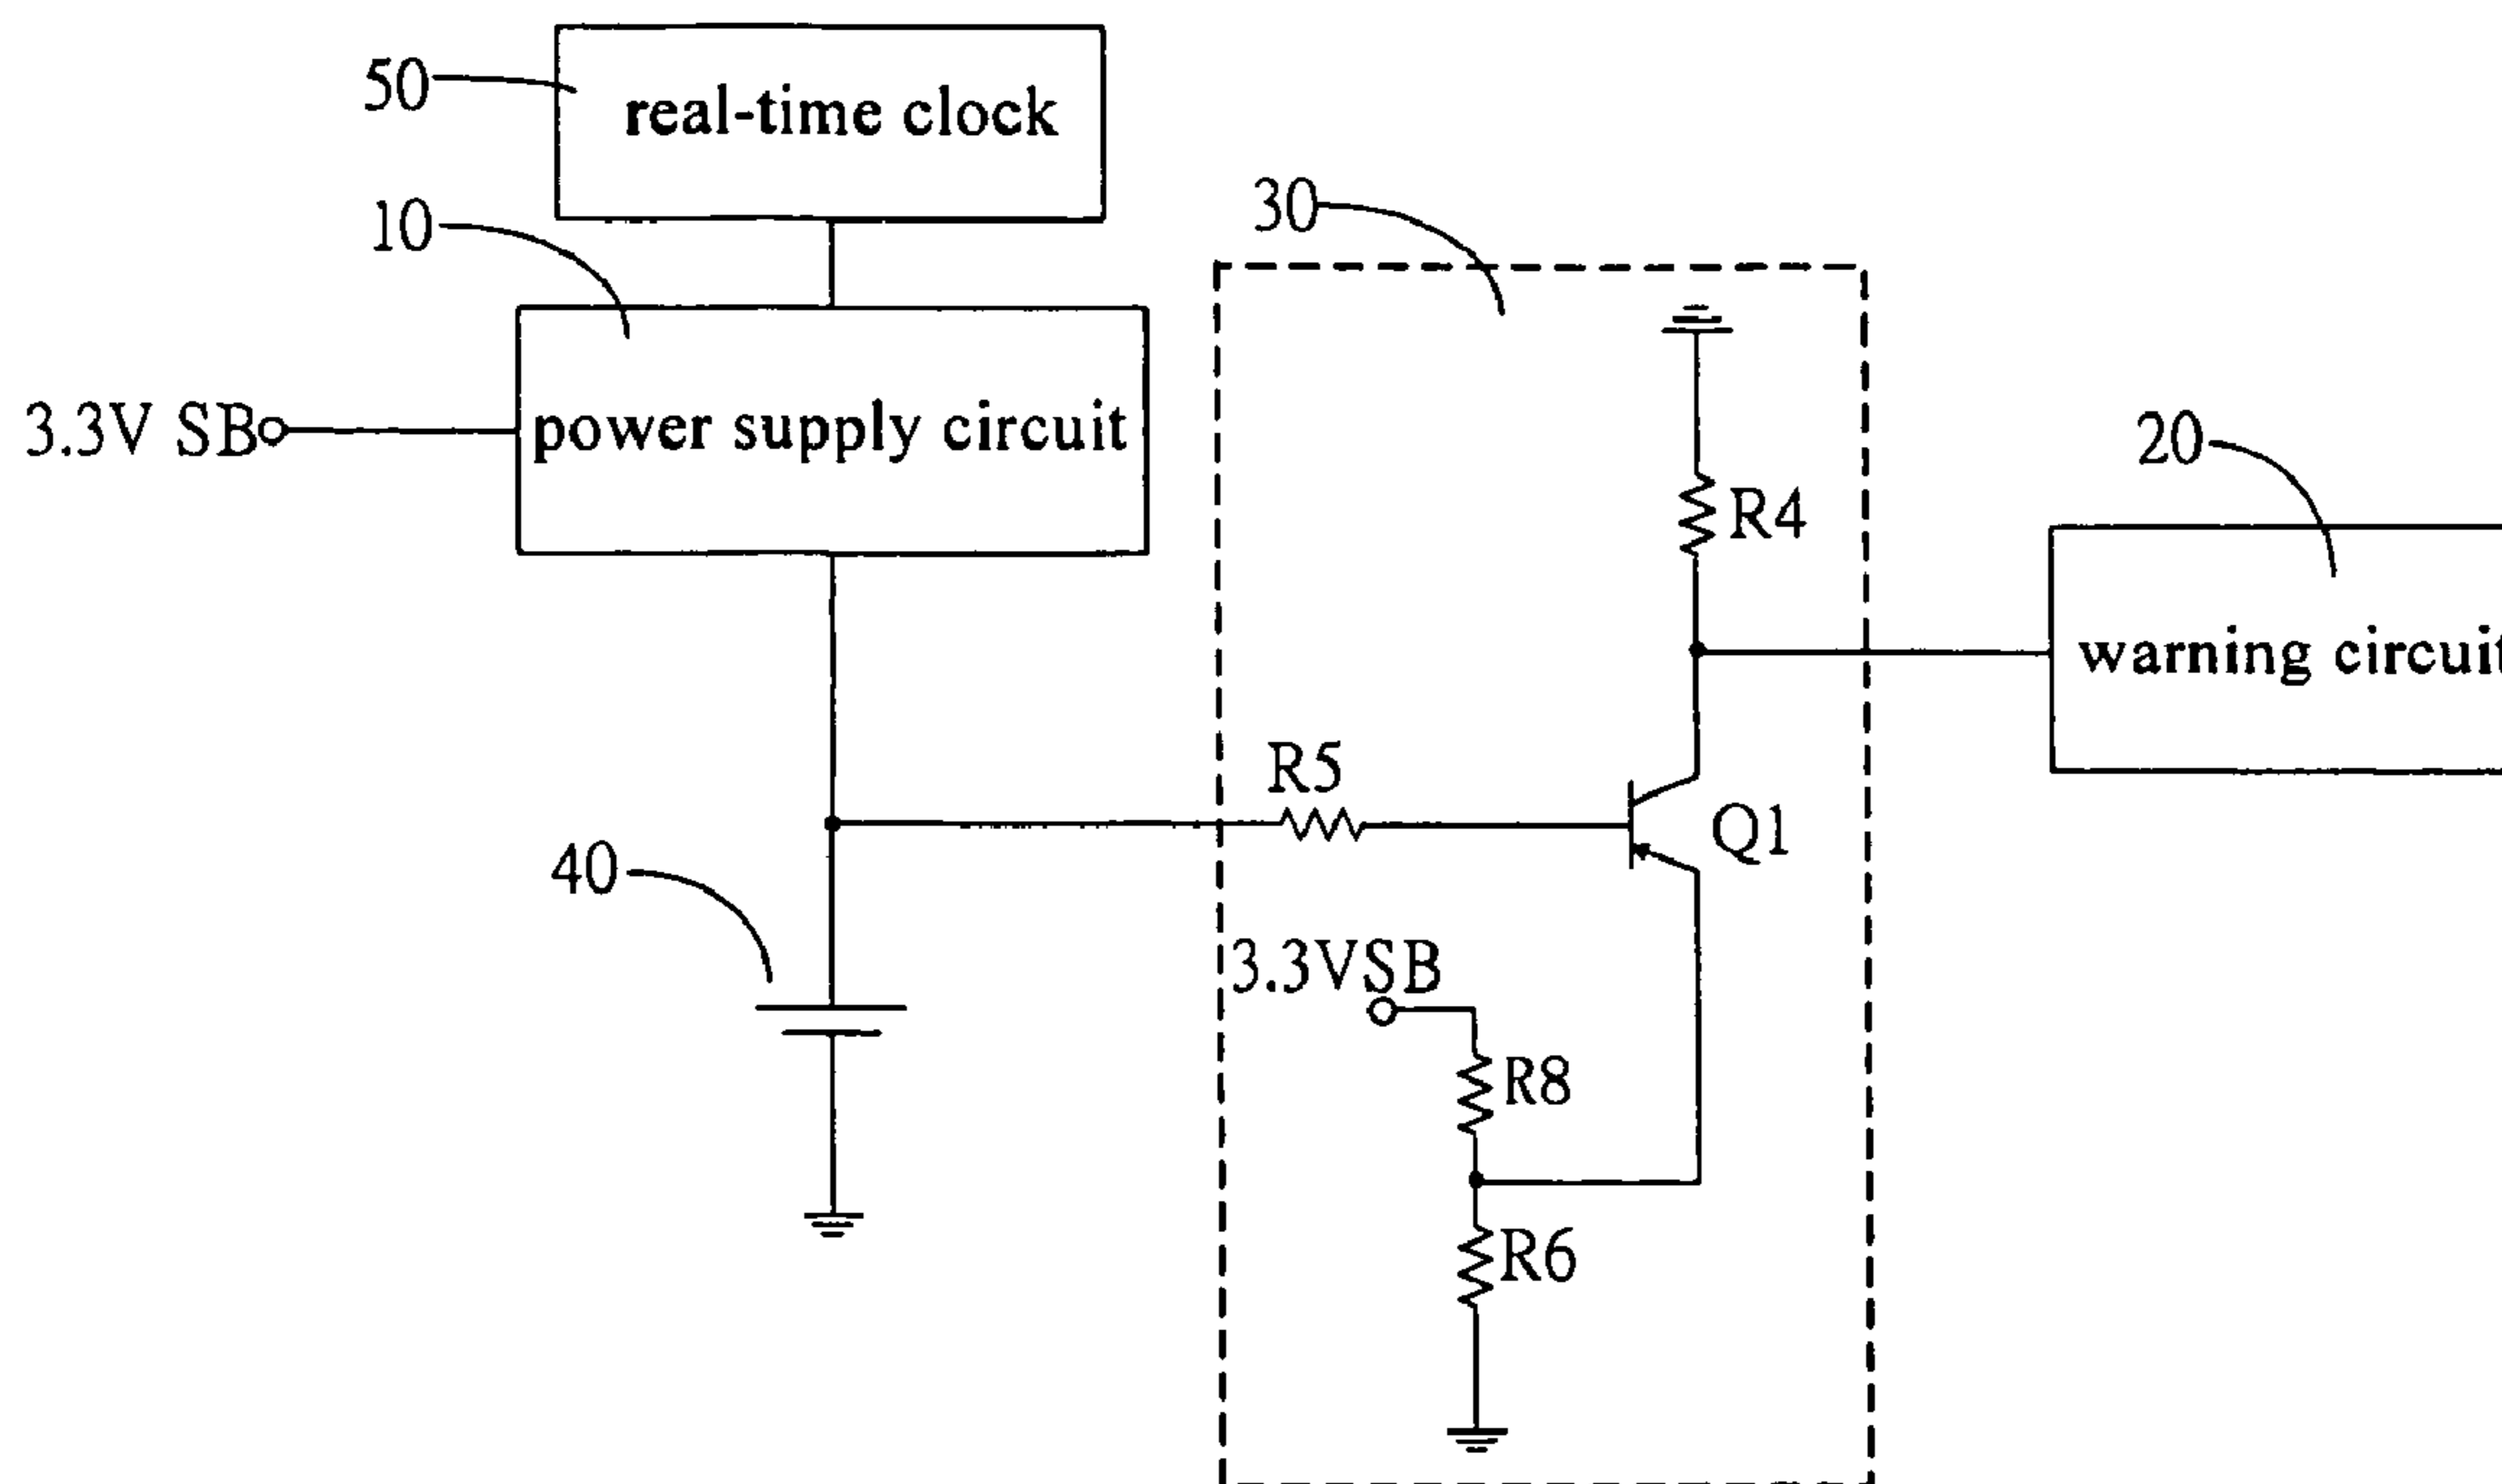 50
real-time clock
10
30
3.3V SB
power supply circuit
20
R4
warning circuit
R5
Q1
40
3.3VSB
R8
R6